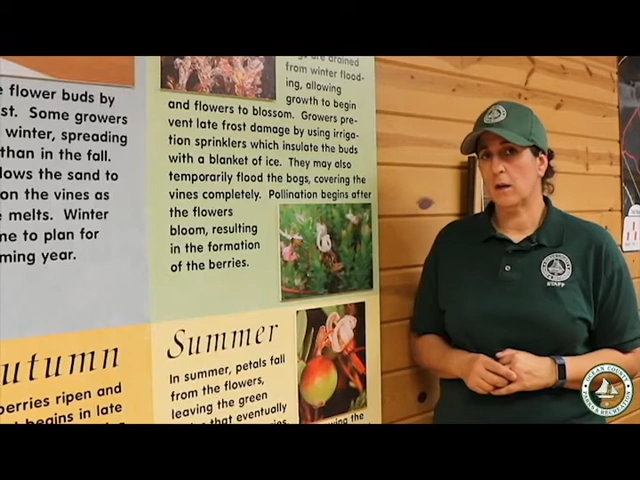 e flower buds by
st. Some growers
winter, spreading
than in the fall.
llows the sand to
on the vines as
e melts. Winter
me to plan for
ming year.
are drained
from winter flood-
ing, allowing
growth to begin
and flowers to blossom. Growers pre-
vent late frost damage by using irriga-
tion sprinklers which insulate the buds
with a blanket of ice. They may also
temporarily flood the bogs, covering the
vines completely. Pollination begins after
the flowers
bloom, resulting
in the formation
of the berries.
utumn
berries ripen and
begins in late
Summer
In summer, petals fall
from the flowers,
leaving the green
that eventually
STAFF
OCEAN COUNTY
PARKS & RECREATION